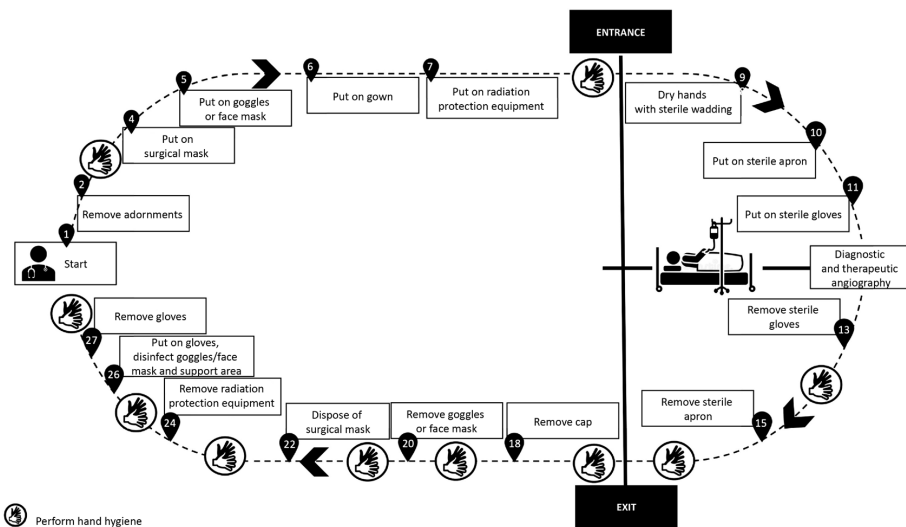 ENTRANCE
5
Put on goggles
or face mask
6
Put on gown
7
Put on radiation
protection equipment
9
Dry hands
with sterile wadding
4
Put on
surgical mask
10
Put on sterile apron
2
Remove adornments
11
Put on sterile gloves
1
Start
Diagnostic
and therapeutic
angiography
Remove gloves
27
Remove sterile
gloves
13
Put on gloves,
disinfect goggles/face
mask and support area
26
Remove radiation
protection equipment
24
Dispose of
surgical mask
22
Remove goggles
or face mask
20
Remove cap
18
Remove sterile
apron
15
EXIT
Perform hand hygiene